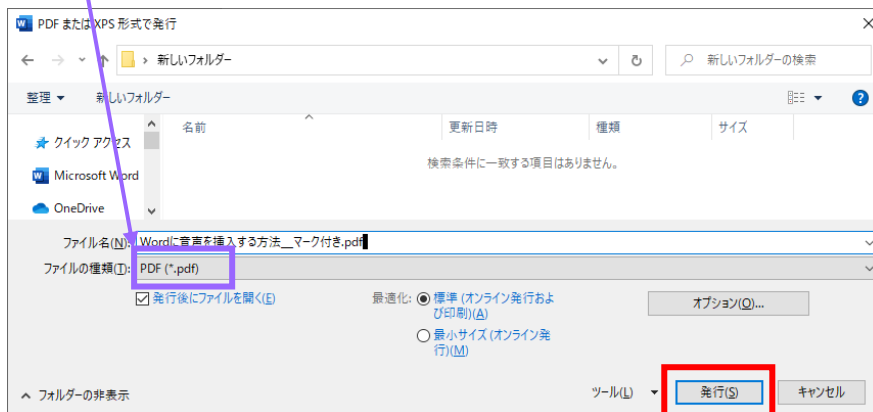 PDF または XPS 形式で発行
新しいフォルダー
新しいフォルダーの検索
整理
新しいフォルダー
名前
更新日時
種類
サイズ
クイック アクセス
検索条件に一致する項目はありません。
Microsoft Word
OneDrive
ファイル名(N): Wordに音声を挿入する方法__マーク付き.pdf
ファイルの種類(T): PDF (*.pdf)
発行後にファイルを開く(E)
最適化: 標準 (オンライン発行およ
び印刷)(A)
オプション(O)...
最小サイズ (オンライン発
行)(M)
フォルダーの非表示
ツール(L)
発行(S)
キャンセル